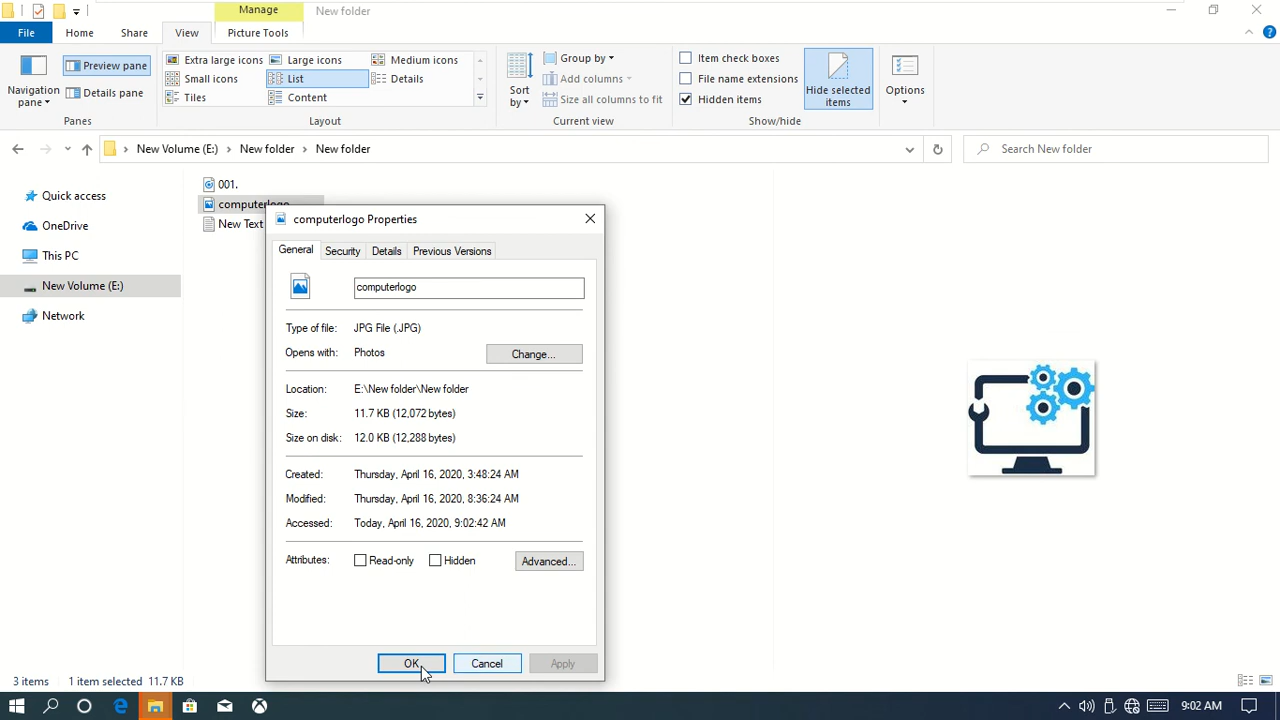 Manage
New folder
File
Home
Share
View
Picture Tools
Navigation pane
Preview pane
Details pane
Panes
Extra large icons
Large icons
Medium icons
Small icons
List
Details
Tiles
Content
Layout
Sort by
Group by
Add columns
Size all columns to fit
Current view
Item check boxes
File name extensions
Hidden items
Hide selected items
Show/hide
Options
New Volume (E:)
New folder
New folder
Search New folder
Quick access
OneDrive
This PC
New Volume (E:)
Network
001.
computerlogo
New Text
computerlogo Properties
General
Security
Details
Previous Versions
computerlogo
Type of file: JPG File (.JPG)
Opens with: Photos
Change...
Location: E:\New folder\New folder
Size: 11.7 KB (12,072 bytes)
Size on disk: 12.0 KB (12,288 bytes)
Created: Thursday, April 16, 2020, 3:48:24 AM
Modified: Thursday, April 16, 2020, 8:36:24 AM
Accessed: Today, April 16, 2020, 9:02:42 AM
Attributes: Read-only Hidden
Advanced...
OK
Cancel
Apply
3 items 1 item selected 11.7 KB
9:02 AM